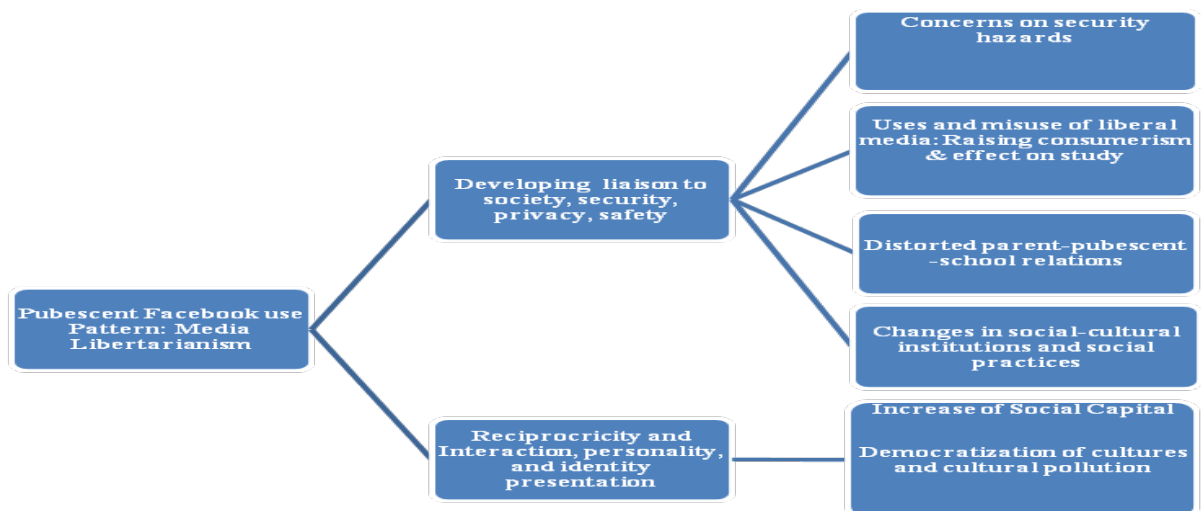 Pubescent Facebook use
Pattern: Media
Libertarianism
Developing liaison to
society, security,
privacy, safety
Concerns on security
hazards
Uses and misuse of liberal
media: Raising consumerism
& effect on study
Distorted parent-pubescent
-school relations
Changes in social-cultural
institutions and social
practices
Reciprocricity and
Interaction, personality,
and identity
presentation
Increase of Social Capital
Democratization of cultures
and cultural pollution